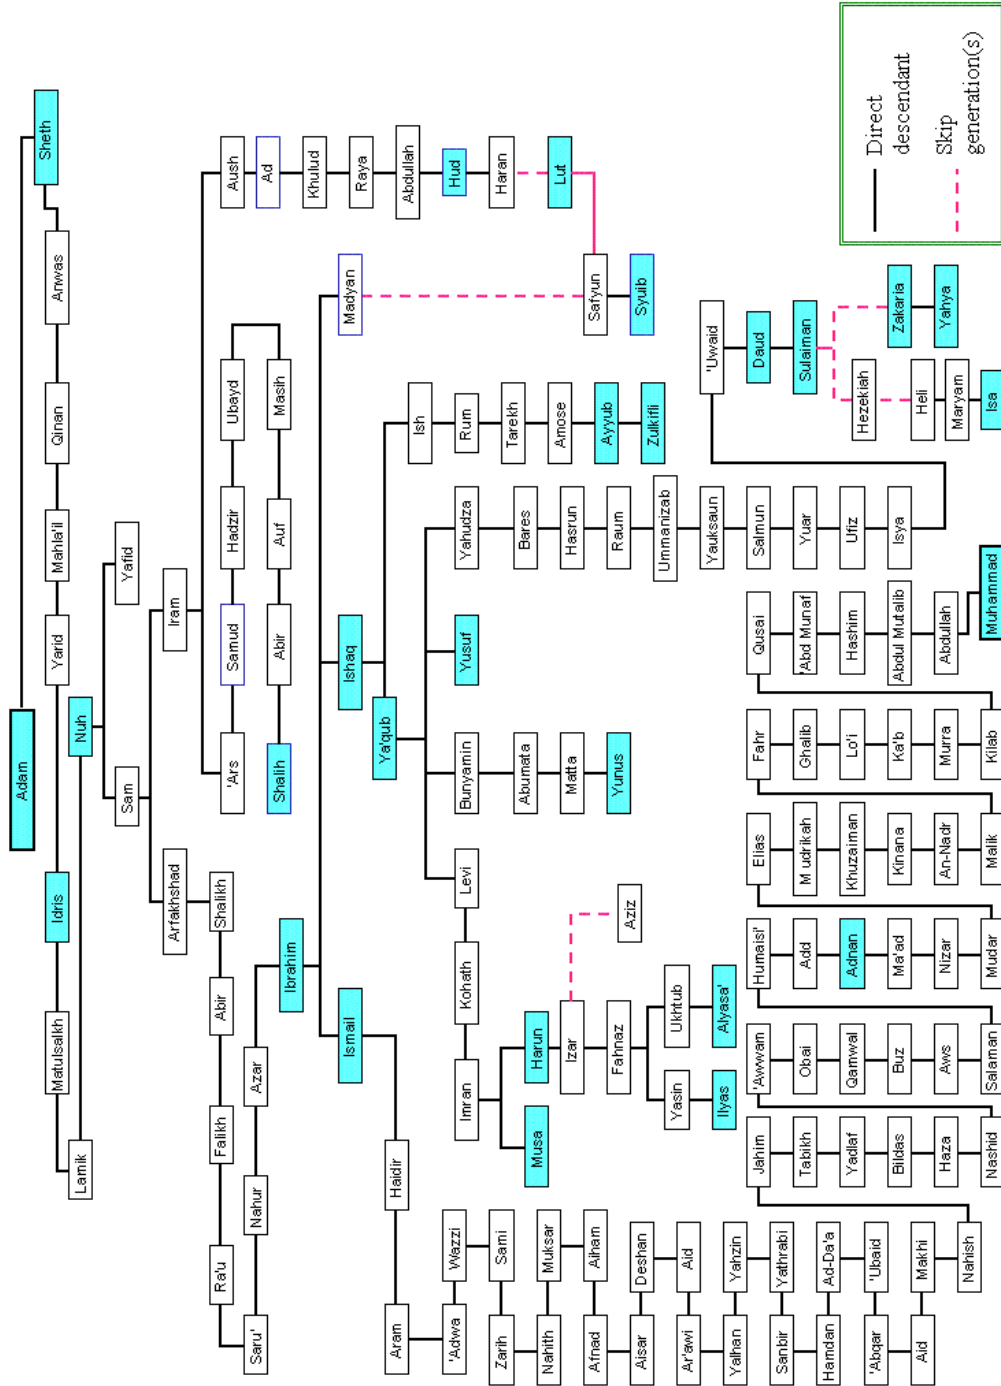 Adam
Sheth
Anwas
Qinan
Mahla'il
Yarid
Idris
Matulsalkh
Lamik
Nuh
Yafid
Sam
Iram
Arfakhshad
Shalikh
Abir
Falikh
Ra'u
Saru'
Nahur
Azar
Ibrahim
'Ars
Samud
Hadzir
Ubayd
Masih
Auf
Abir
Shalih
Aush
Ad
Khulud
Raya
Abdullah
Hud
Haran
Lut
Madyan
Safyun
Syuib
Ishaq
Ismail
Ya'qub
Ish
Rum
Tarekh
Amose
Ayyub
Zulkifli
Levi
Bunyamin
Yusuf
Yahudza
Abumata
Matta
Yunus
Bares
Hasrun
Raum
Ummanizab
Yauksaun
Salmun
Yuar
Ufiz
Isya
'Uwaid
Daud
Sulaiman
Zakaria
Yahya
Hezekiah
Heli
Maryam
Isa
Kohath
Imran
Musa
Harun
Izar
Aziz
Fahnaz
Yasin
Ukhtub
Ilyas
Alyasa'
Haidir
Aram
'Adwa
Wazzi
Sami
Zarih
Nahith
Muksar
Aiham
Afnad
Aisar
Deshan
Aid
Ar'awi
Yalhan
Yahzin
Yathrabi
Sanbir
Hamdan
Ad-Da'a
'Ubaid
'Abqar
Aid
Makhi
Nahish
Jahim
Tabikh
Yadlaf
Bildas
Haza
Nashid
'Awwam
Obai
Qamwal
Buz
Aws
Salaman
Humaisi'
Add
Adnan
Ma'ad
Nizar
Mudar
Elias
Mudrikah
Khuzaiman
Kinana
An-Nadr
Malik
Fahr
Ghalib
Lo'i
Ka'b
Murra
Kilab
Qusai
'Abd Munaf
Hashim
Abdul Mutalib
Abdullah
Muhammad
Direct
descendant
Skip
generation(s)